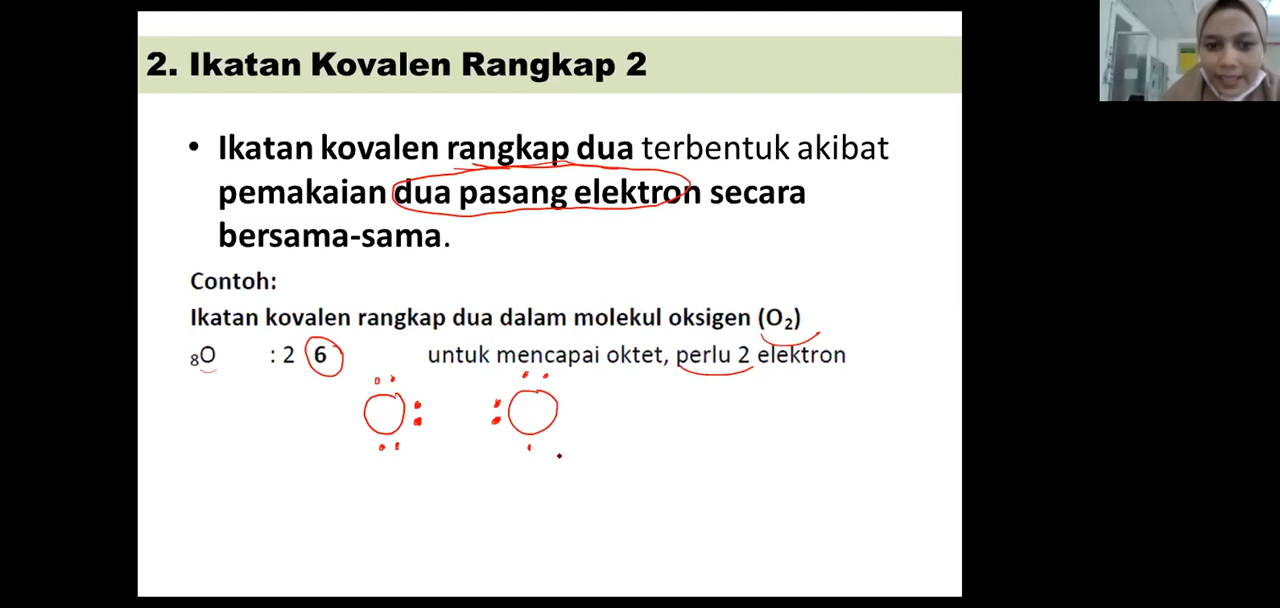 2. Ikatan Kovalen Rangkap 2
• Ikatan kovalen rangkap dua terbentuk akibat
pemakaian dua pasang elektron secara
bersama-sama.
Contoh:
Ikatan kovalen rangkap dua dalam molekul oksigen (O₂)
₈O : 2 6 untuk mencapai oktet, perlu 2 elektron
O O